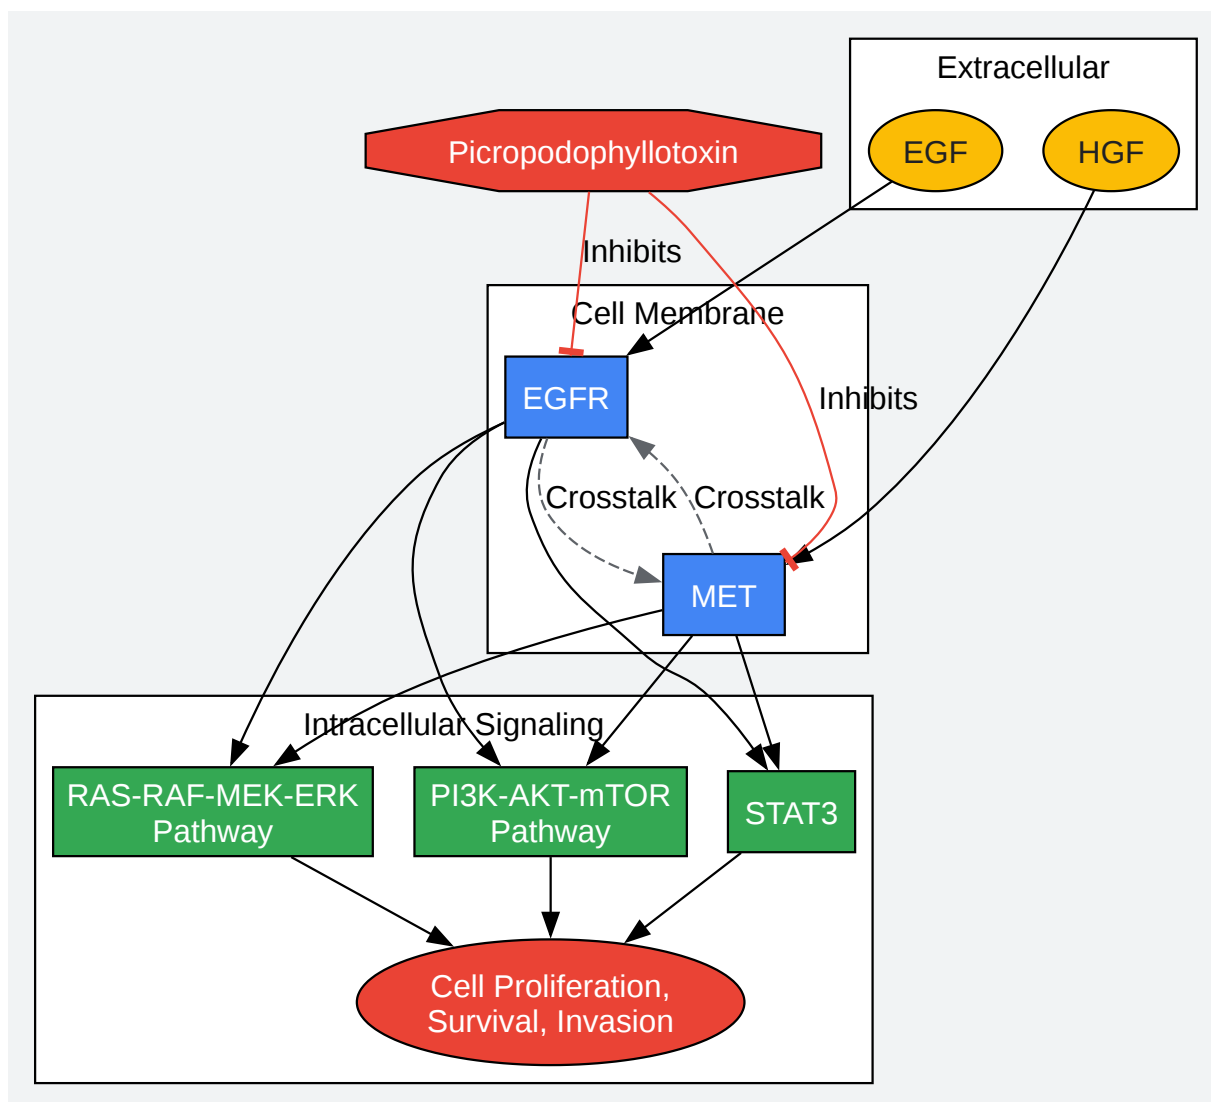 Extracellular
Picropodophyllotoxin
EGF
HGF
Inhibits
Cell Membrane
EGFR
Inhibits
Crosstalk
Crosstalk
MET
Intracellular Signaling
RAS-RAF-MEK-ERK
Pathway
PI3K-AKT-mTOR
Pathway
STAT3
Cell Proliferation,
Survival, Invasion